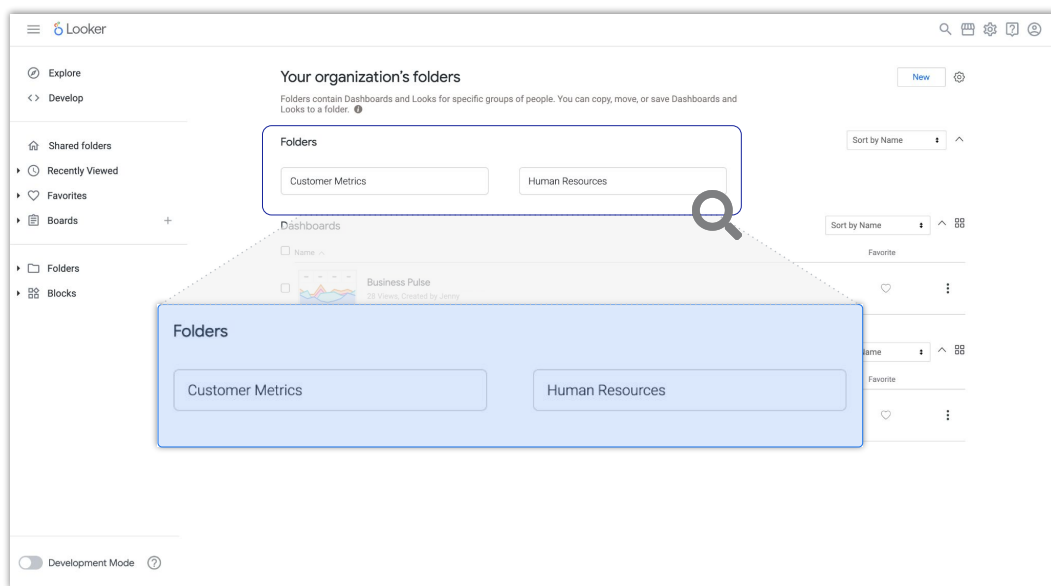 Looker
Explore
Develop
Shared folders
Recently Viewed
Favorites
Boards
Folders
Blocks
Development Mode
Your organization's folders
New
Folders contain Dashboards and Looks for specific groups of people. You can copy, move, or save Dashboards and
Looks to a folder.
Folders
Sort by Name
Customer Metrics
Human Resources
Dashboards
Sort by Name
Name
Favorite
Business Pulse
28 Views, Created by Jenny
Folders
Customer Metrics
Human Resources
Name
Favorite